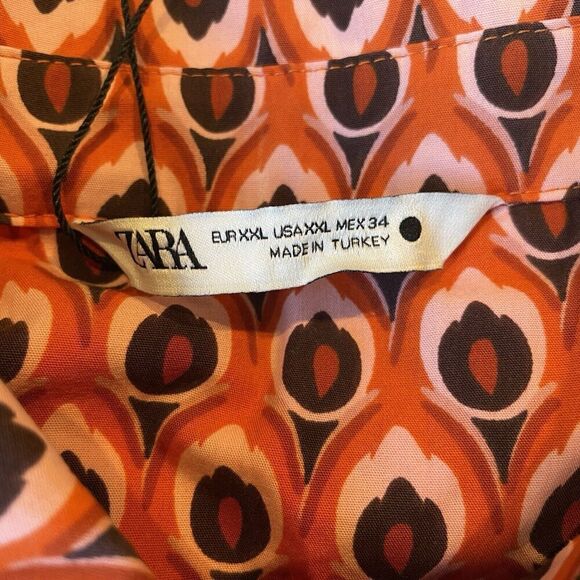 ZARA
EUR XXL USA XXL MEX 34
MADE IN TURKEY